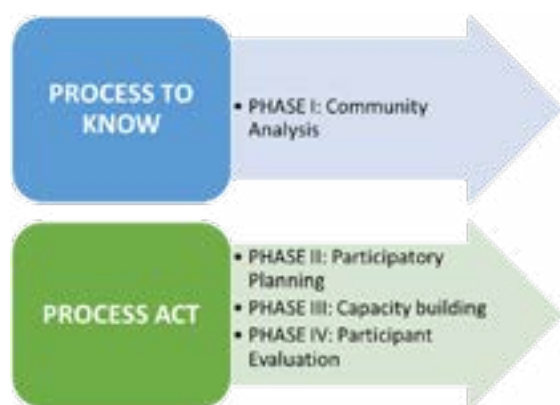 PROCESS TO
KNOW
• PHASE I: Community
Analysis
PROCESS ACT
• PHASE II: Participatory
Planning
• PHASE III: Capacity building
• PHASE IV: Participant
Evaluation